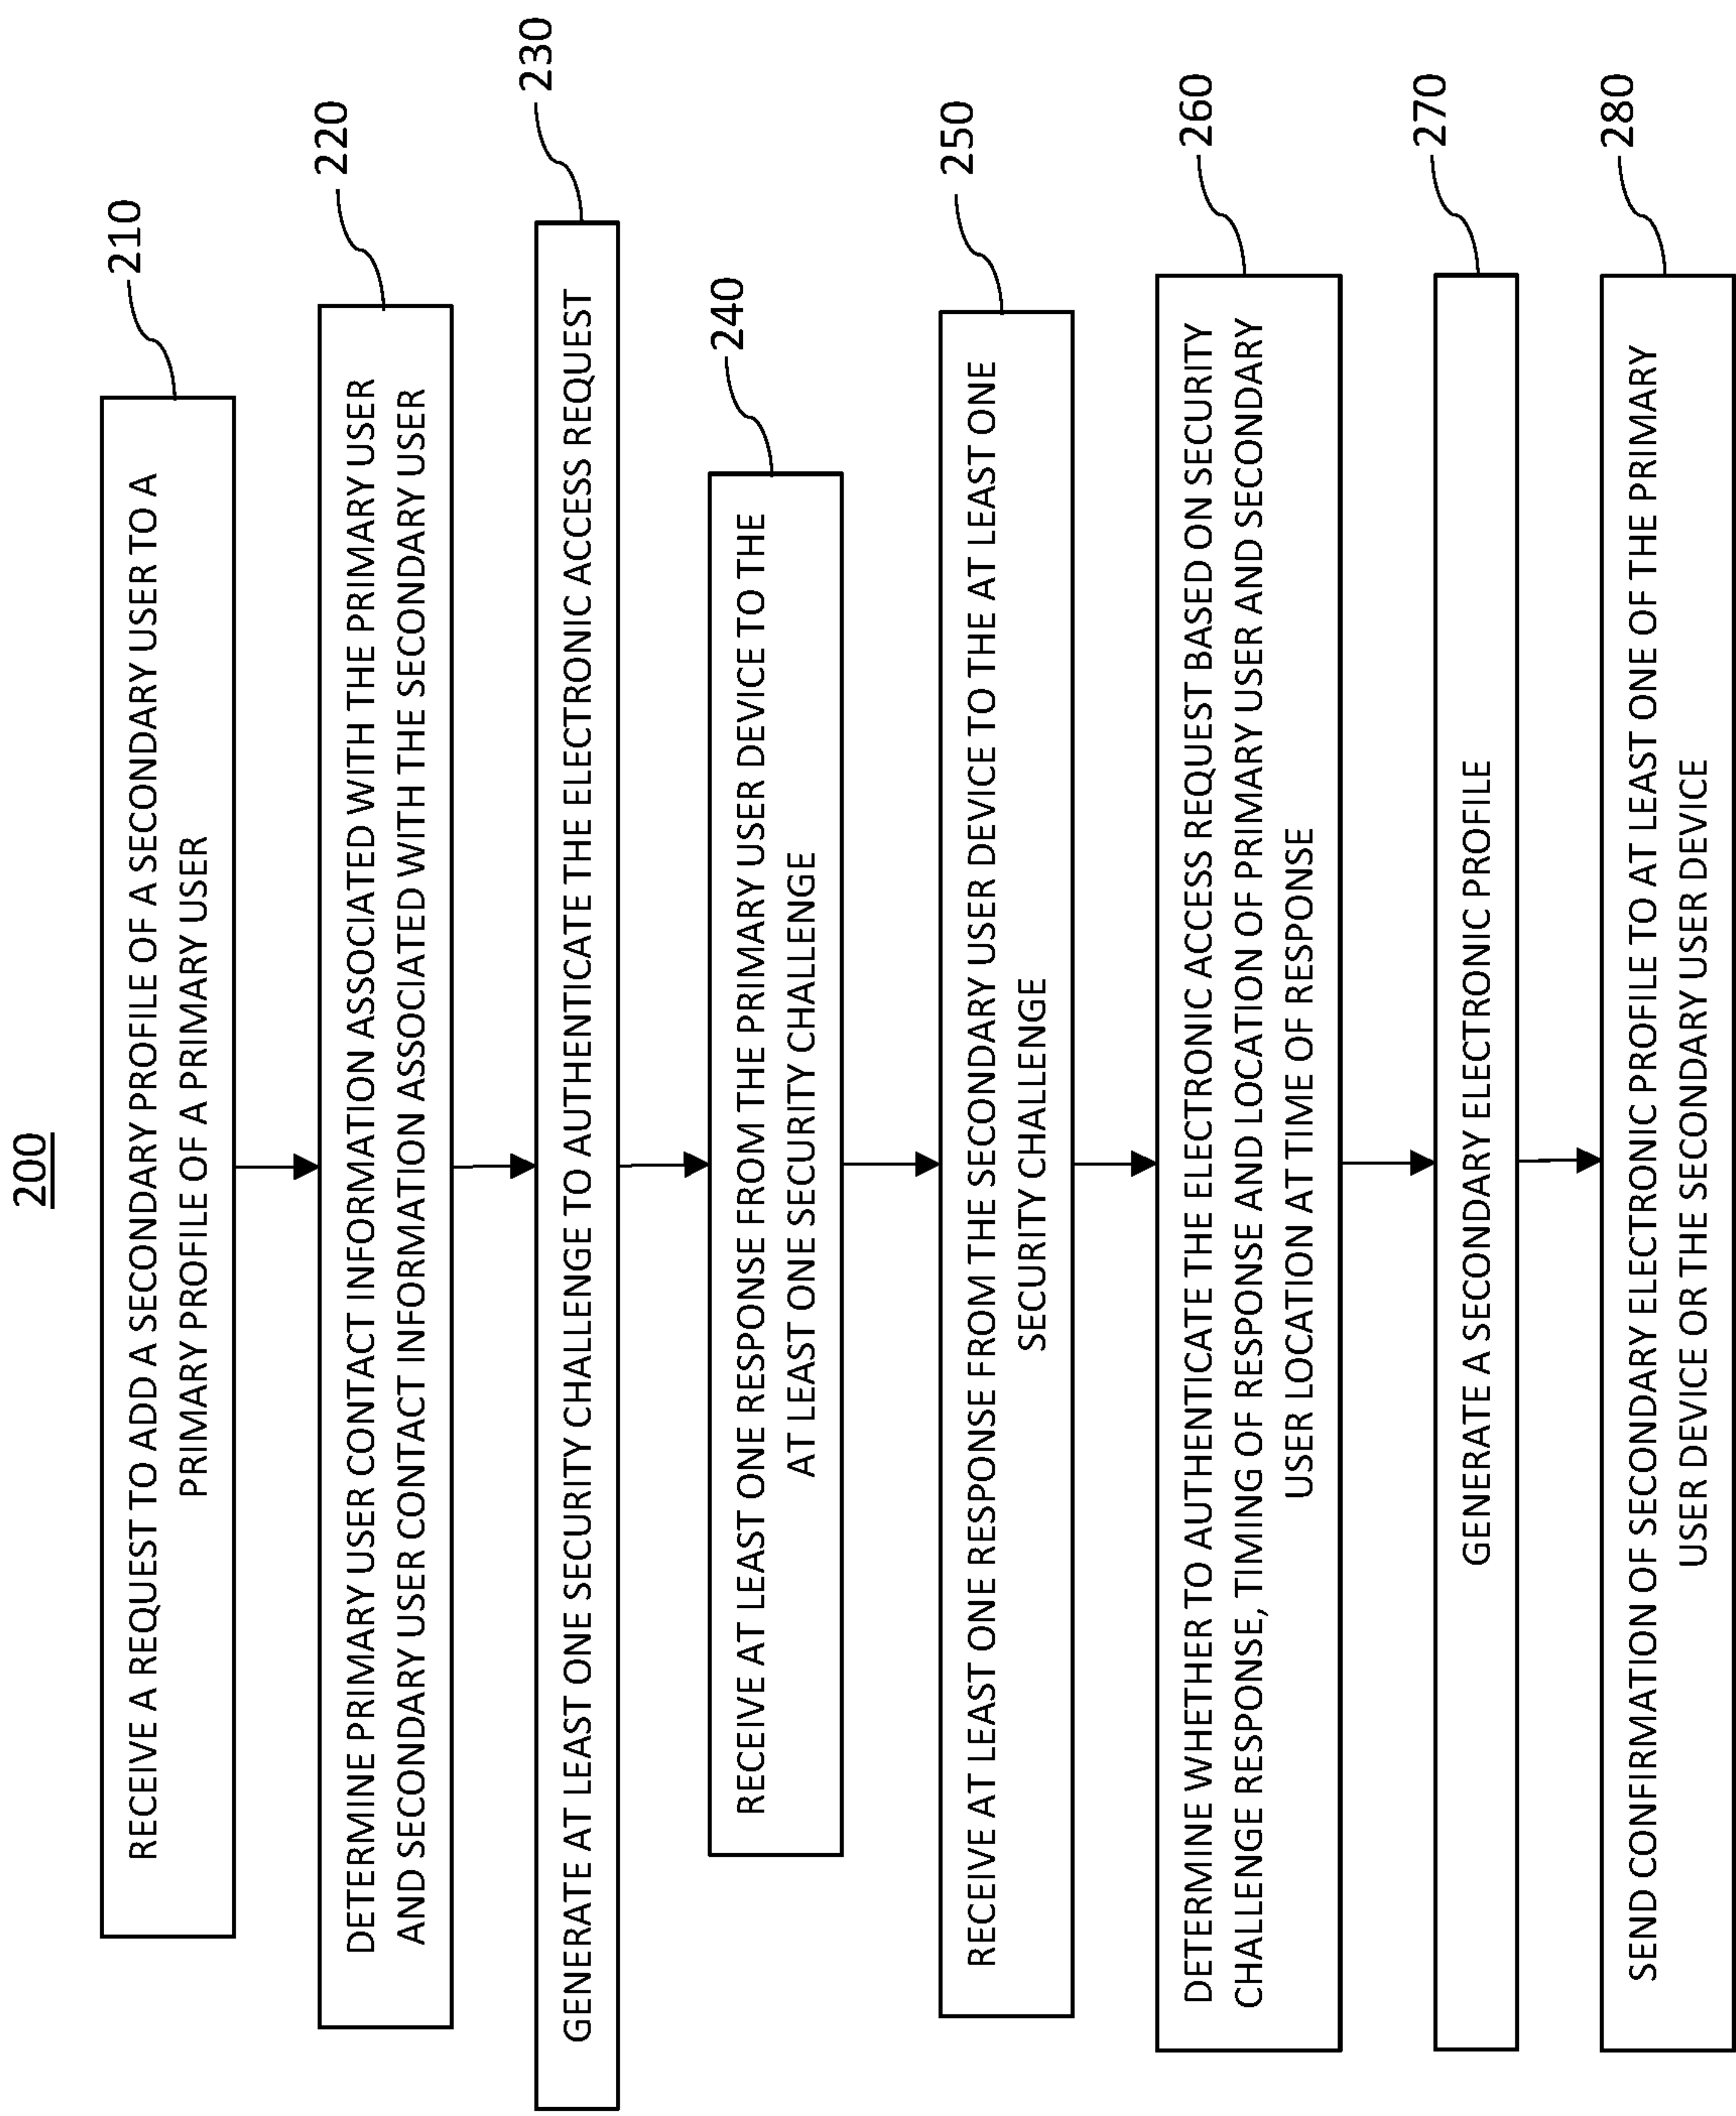 200
210
RECEIVE A REQUEST TO ADD A SECONDARY PROFILE OF A SECONDARY USER TO A
PRIMARY PROFILE OF A PRIMARY USER
220
DETERMINE PRIMARY USER CONTACT INFORMATION ASSOCIATED WITH THE PRIMARY USER
AND SECONDARY USER CONTACT INFORMATION ASSOCIATED WITH THE SECONDARY USER
230
GENERATE AT LEAST ONE SECURITY CHALLENGE TO AUTHENTICATE THE ELECTRONIC ACCESS REQUEST
240
RECEIVE AT LEAST ONE RESPONSE FROM THE PRIMARY USER DEVICE TO THE
AT LEAST ONE SECURITY CHALLENGE
250
RECEIVE AT LEAST ONE RESPONSE FROM THE SECONDARY USER DEVICE TO THE AT LEAST ONE
SECURITY CHALLENGE
260
DETERMINE WHETHER TO AUTHENTICATE THE ELECTRONIC ACCESS REQUEST BASED ON SECURITY
CHALLENGE RESPONSE, TIMING OF RESPONSE AND LOCATION OF PRIMARY USER AND SECONDARY
USER LOCATION AT TIME OF RESPONSE
270
GENERATE A SECONDARY ELECTRONIC PROFILE
280
SEND CONFIRMATION OF SECONDARY ELECTRONIC PROFILE TO AT LEAST ONE OF THE PRIMARY
USER DEVICE OR THE SECONDARY USER DEVICE